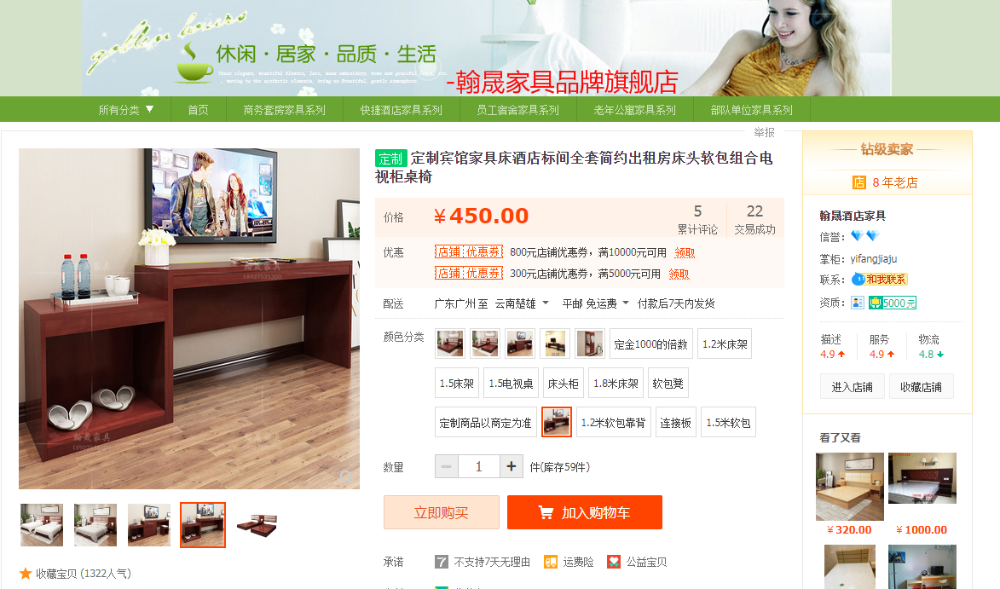 golden hours
休闲·居家·品质·生活
-翰晟家具品牌旗舰店
所有分类 ▼ 首页 商务套房家具系列 快捷酒店家具系列 员工宿舍家具系列 老年公寓家具系列 部队单位家具系列
举报
定制 定制宾馆家具床酒店标间全套简约出租房床头软包组合电
视柜桌椅
价格 ¥450.00
5 累计评论
22 交易成功
优惠 店铺优惠券 800元店铺优惠券，满10000元可用 领取
店铺优惠券 300元店铺优惠券，满5000元可用 领取
配送 广东广州 至 云南楚雄 平邮 免运费 付款后7天内发货
颜色分类 定金1000的倍数 1.2米床架
1.5床架 1.5电视桌 床头柜 1.8米床架 软包凳
定制商品以商定为准 1.2米软包靠背 连接板 1.5米软包
数量 − 1 + 件(库存59件)
立即购买 加入购物车
承诺 7 不支持7天无理由 运费险 公益宝贝
翰晟家具
18927535300
翰晟家具
收藏宝贝 (1322人气)
钻级卖家
店 8 年老店
翰晟酒店家具
信誉：
掌柜： yifangjiaju
联系： 和我联系
资质： 5000元
描述 服务 物流
4.9 4.9 4.8
进入店铺 收藏店铺
看了又看
¥320.00 ¥1000.00